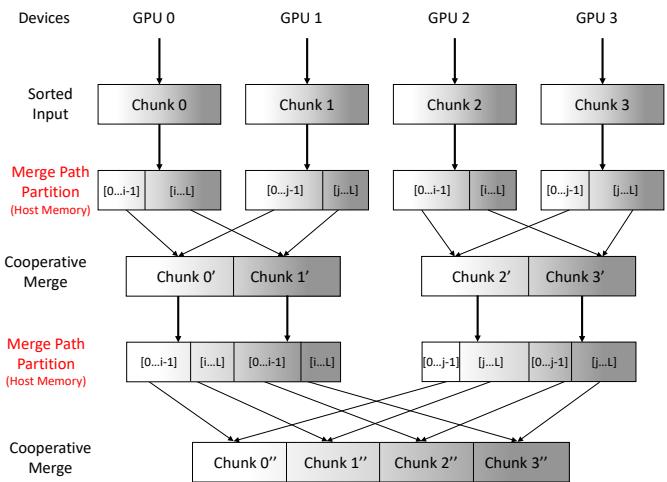 Devices GPU 0 GPU 1 GPU 2 GPU 3
Sorted
Input
Chunk 0 Chunk 1 Chunk 2 Chunk 3
Merge Path
Partition
(Host Memory)
[0...i-1] [i...L] [0...j-1] [j...L] [0...i-1] [i...L] [0...j-1] [j...L]
Cooperative
Merge
Chunk 0' Chunk 1' Chunk 2' Chunk 3'
Merge Path
Partition
(Host Memory)
[0...i-1] [i...L] [0...i-1] [i...L] [0...j-1] [j...L] [0...j-1] [j...L]
Cooperative
Merge
Chunk 0'' Chunk 1'' Chunk 2'' Chunk 3''